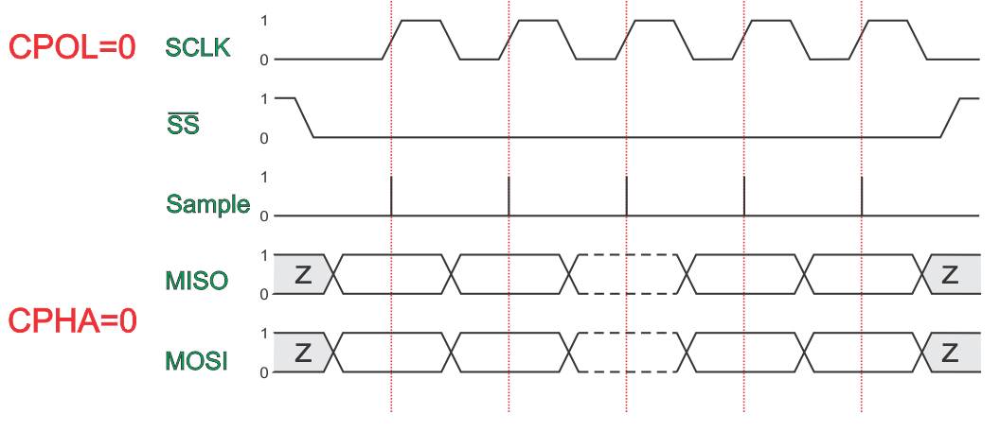 CPOL=0 SCLK 1
0
SS 1
0
Sample 1
0
MISO 1
0
Z Z
CPHA=0
MOSI 1
0
Z Z